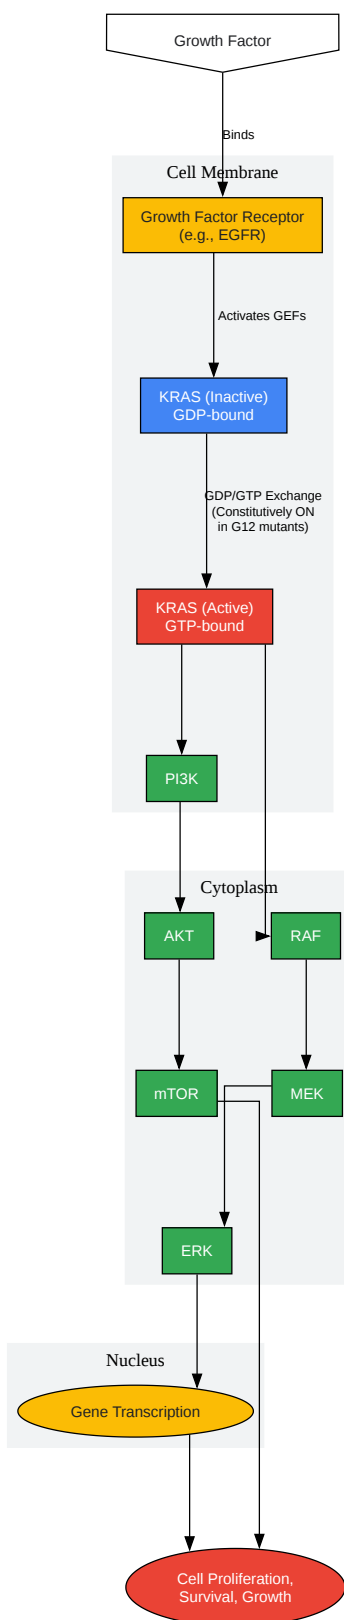 Growth Factor
Binds
Cell Membrane
Growth Factor Receptor
(e.g., EGFR)
Activates GEFs
KRAS (Inactive)
GDP-bound
GDP/GTP Exchange
(Constitutively ON
in G12 mutants)
KRAS (Active)
GTP-bound
PI3K
Cytoplasm
AKT
RAF
mTOR
MEK
ERK
Nucleus
Gene Transcription
Cell Proliferation,
Survival, Growth